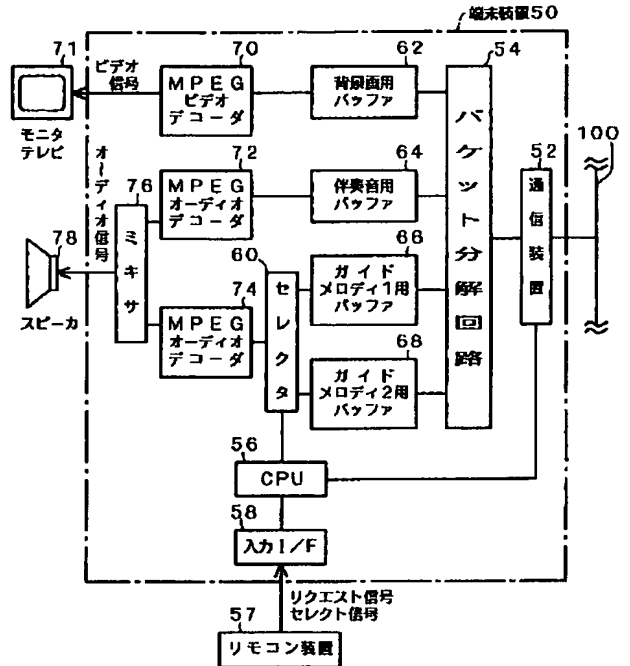 端末装置50
71
ビデオ
信号
モニタ
テレビ
70
MPEG
ビデオ
デコーダ
62
背景画用
バッファ
54
パケット分解回路
52
通信装置
100
オーディオ信号
72
MPEG
オーディオ
デコーダ
64
伴奏音用
バッファ
76
ミキサ
78
スピーカ
74
MPEG
オーディオ
デコーダ
60
セレクタ
66
ガイド
メロディ1用
バッファ
68
ガイド
メロディ2用
バッファ
56
CPU
58
入力I/F
リクエスト信号
セレクト信号
57
リモコン装置